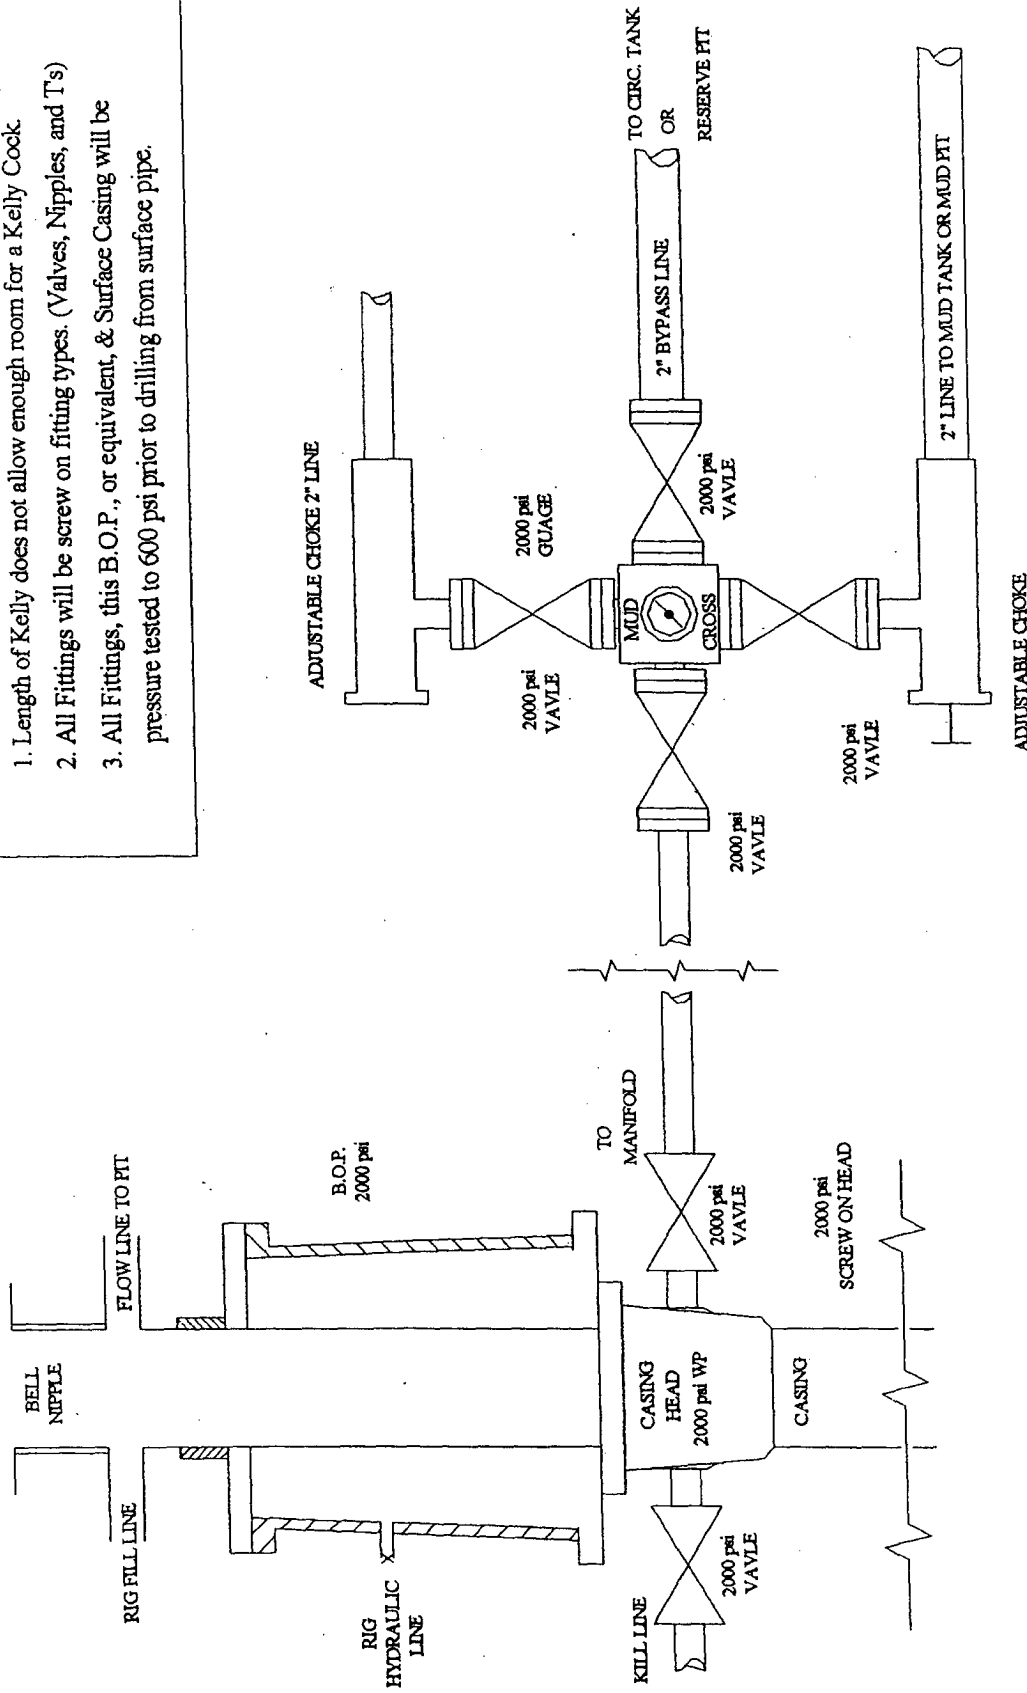 1. Length of Kelly does not allow enough room for a Kelly Cock.
2. All Fittings will be screw on fitting types. (Valves, Nipples, and T's)
3. All Fittings, this B.O.P., or equivalent, & Surface Casing will be
pressure tested to 600 psi prior to drilling from surface pipe.
BELL
NIPPLE
RIG FILL LINE
FLOW LINE TO PIT
B.O.P.
2000 psi
RIG
HYDRAULIC
LINE
KILL LINE
2000 psi
VAVLE
CASING
HEAD
2000 psi WP
TO
MANIFOLD
2000 psi
VAVLE
CASING
2000 psi
SCREW ON HEAD
ADJUSTABLE CHOKE 2" LINE
2000 psi
VAVLE
2000 psi
GUAGE
MUD
CROSS
2000 psi
VAVLE
2000 psi
VAVLE
2" BYPASS LINE
TO CIRC. TANK
OR
RESERVE PIT
2000 psi
VAVLE
2" LINE TO MUD TANK OR MUD PIT
ADJUSTABLE CHOKE